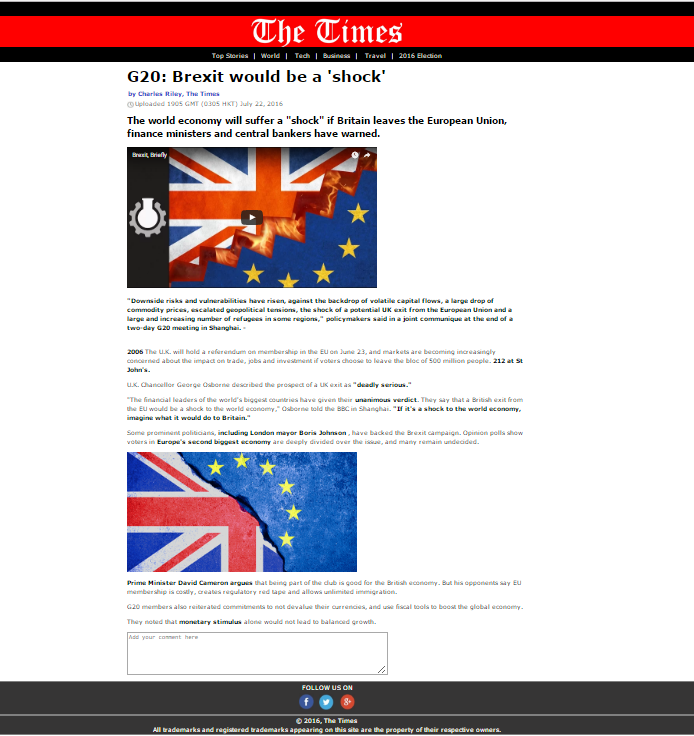 The Times
Top Stories | World | Tech | Business | Travel | 2016 Election
G20: Brexit would be a 'shock'
by Charles Riley, The Times
Uploaded 1905 GMT (0305 HKT) July 22, 2016
The world economy will suffer a "shock" if Britain leaves the European Union,
finance ministers and central bankers have warned.
Brexit, Briefly
"Downside risks and vulnerabilities have risen, against the backdrop of volatile capital flows, a large drop of
commodity prices, escalated geopolitical tensions, the shock of a potential UK exit from the European Union and a
large and increasing number of refugees in some regions," policymakers said in a joint communique at the end of a
two-day G20 meeting in Shanghai. -
2006 The U.K. will hold a referendum on membership in the EU on June 23, and markets are becoming increasingly
concerned about the impact on trade, jobs and investment if voters choose to leave the bloc of 500 million people. 212 at St
John's.
U.K. Chancellor George Osborne described the prospect of a UK exit as "deadly serious."
"The financial leaders of the world's biggest countries have given their unanimous verdict. They say that a British exit from
the EU would be a shock to the world economy," Osborne told the BBC in Shanghai. "If it's a shock to the world economy,
imagine what it would do to Britain."
Some prominent politicians, including London mayor Boris Johnson , have backed the Brexit campaign. Opinion polls show
voters in Europe's second biggest economy are deeply divided over the issue, and many remain undecided.
Prime Minister David Cameron argues that being part of the club is good for the British economy. But his opponents say EU
membership is costly, creates regulatory red tape and allows unlimited immigration.
G20 members also reiterated commitments to not devalue their currencies, and use fiscal tools to boost the global economy.
They noted that monetary stimulus alone would not lead to balanced growth.
Add your comment here
FOLLOW US ON
© 2016, The Times
All trademarks and registered trademarks appearing on this site are the property of their respective owners.